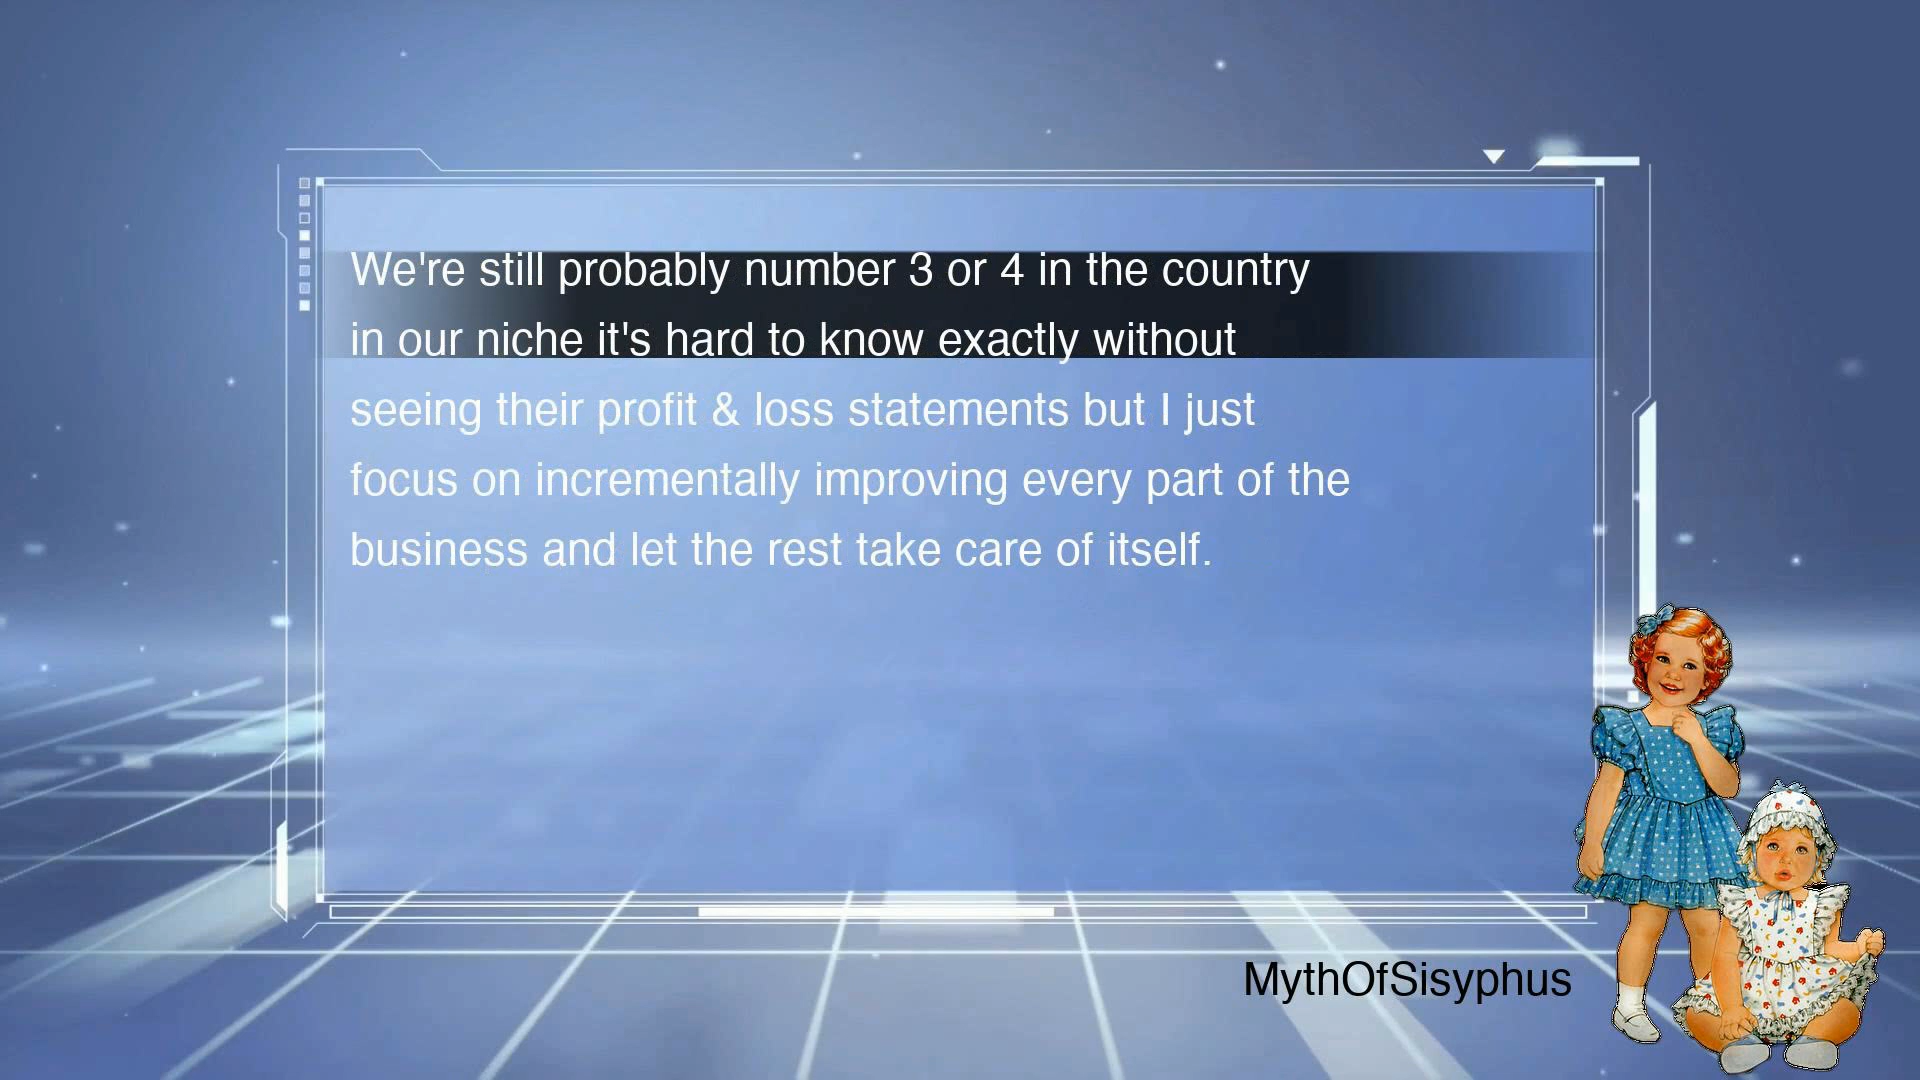 We're still probably number 3 or 4 in the country
in our niche it's hard to know exactly without
seeing their profit & loss statements but I just
focus on incrementally improving every part of the
business and let the rest take care of itself.
MythOfSisyphus